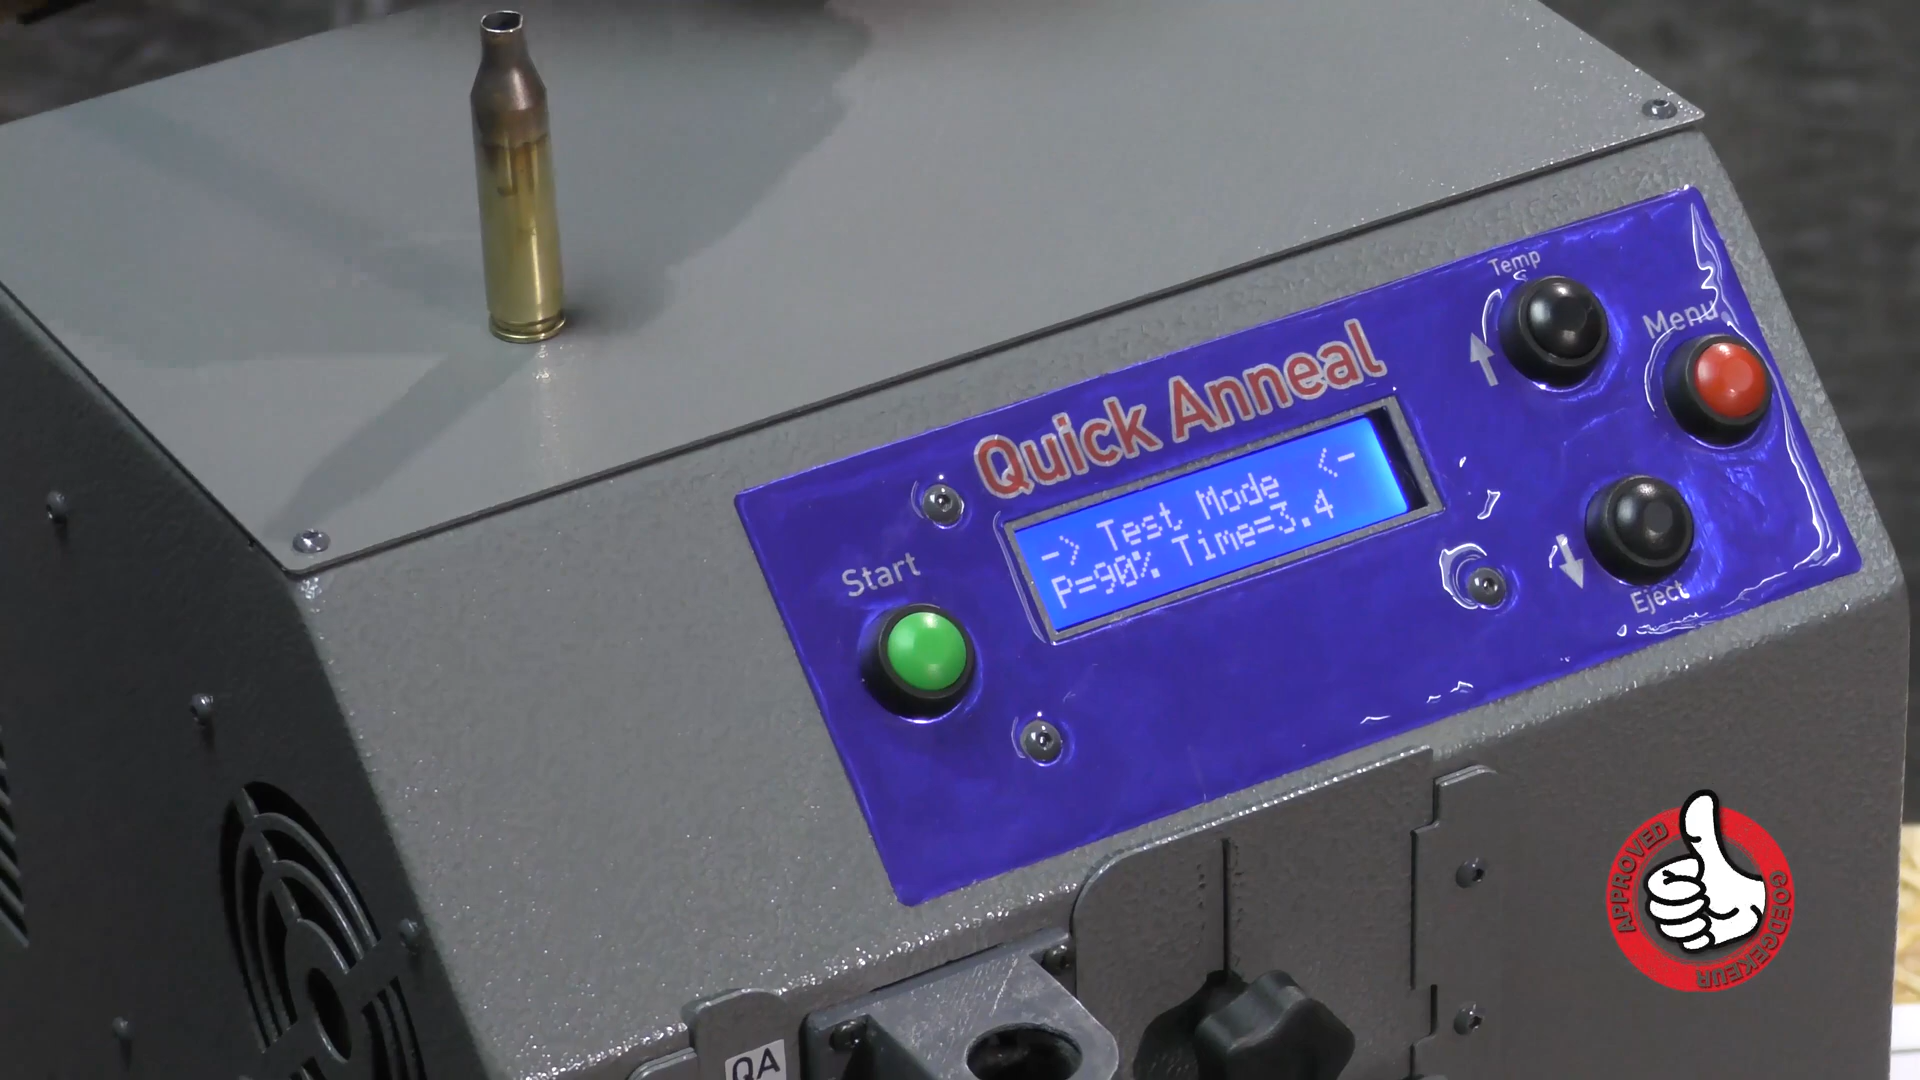 Temp
Menu
Quick Anneal
-> Test Mode <-
P=90% Time=3.4
Start
Eject
APPROVED
GOEDGEKEUR
QA